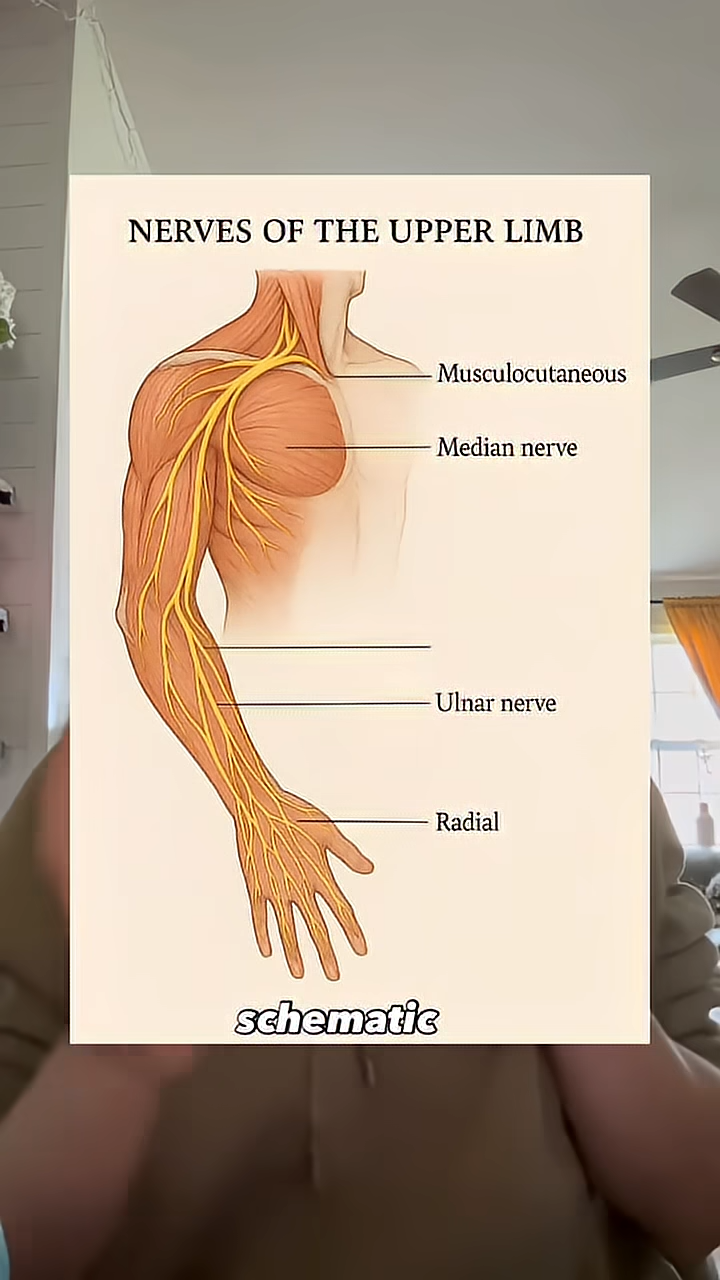 NERVES OF THE UPPER LIMB
Musculocutaneous
Median nerve
Ulnar nerve
Radial
schematic